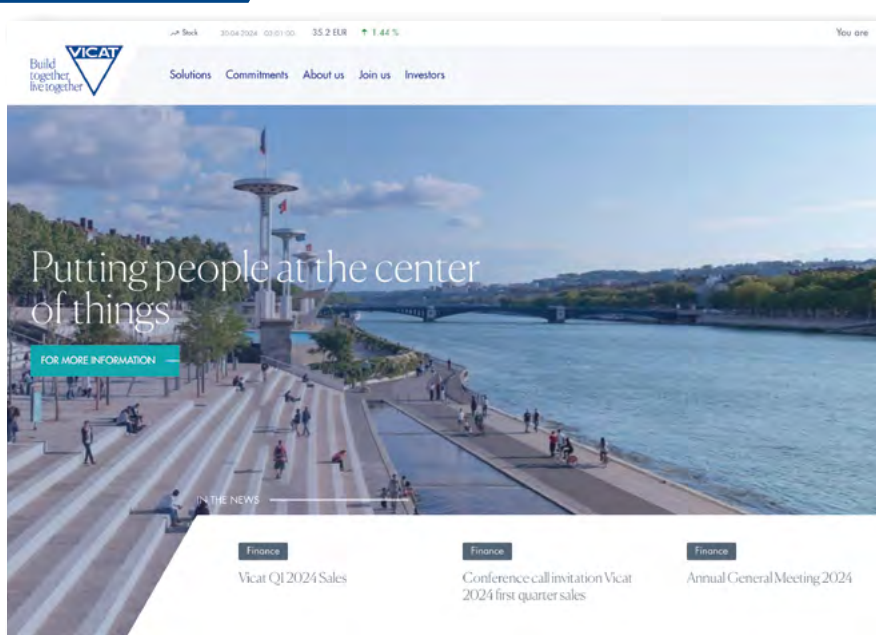 Stock 30.04.2024 03:01:00 35.2 EUR ↑ 1.44 %
You are
VICAT
Build
together,
live together
Solutions Commitments About us Join us Investors
Putting people at the center
of things
FOR MORE INFORMATION
IN THE NEWS
Finance Finance Finance
Vicat Q1 2024 Sales
Conference call invitation Vicat
2024 first quarter sales
Annual General Meeting 2024